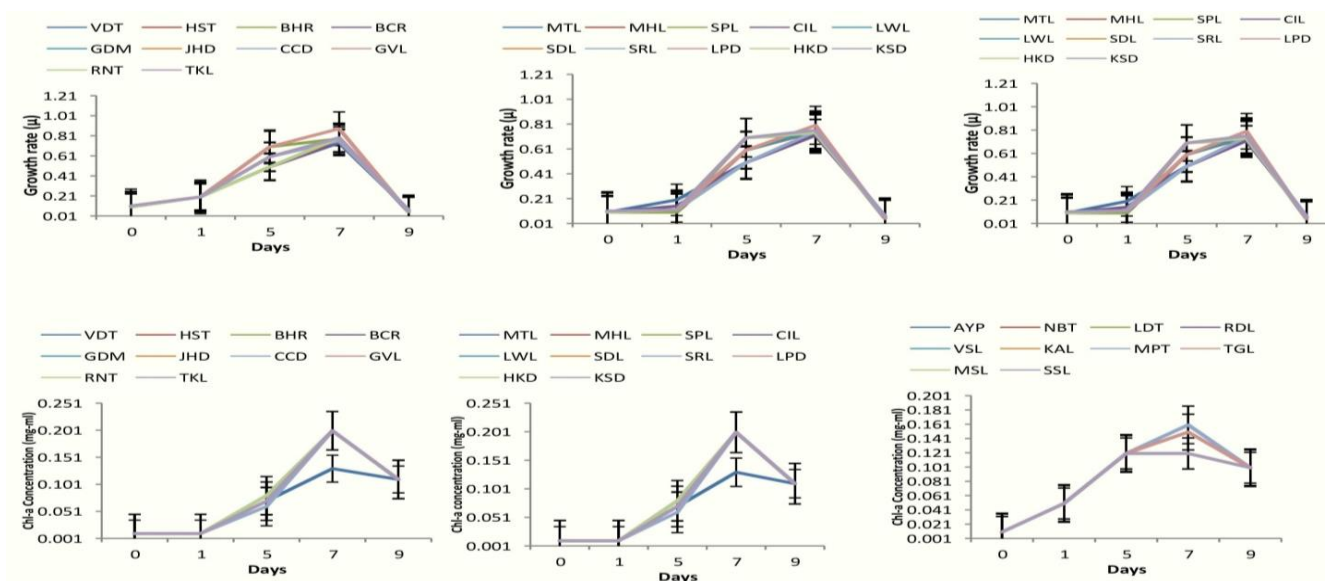 VDT HST BHR BCR
GDM JHD CCD GVL
RNT TKL
1.21
1.01
0.81
0.61
0.41
0.21
0.01
Growth rate (µ)
0 1 5 7 9
Days
MTL MHL SPL CIL LWL
SDL SRL LPD HKD KSD
1.21
1.01
0.81
0.61
0.41
0.21
0.01
Growth rate (µ)
0 1 5 7 9
Days
MTL MHL SPL CIL
LWL SDL SRL LPD
HKD KSD
1.21
1.01
0.81
0.61
0.41
0.21
0.01
Growth rate (µ)
0 1 5 7 9
Days
VDT HST BHR BCR
GDM JHD CCD GVL
RNT TKL
0.251
0.201
0.151
0.101
0.051
0.001
Chl-a Concentration (mg-ml)
0 1 5 7 9
Days
MTL MHL SPL CIL
LWL SDL SRL LPD
HKD KSD
0.251
0.201
0.151
0.101
0.051
0.001
Chl-a concentration (mg-ml)
0 1 5 7 9
Days
AYP NBT LDT RDL
VSL KAL MPT TGL
MSL SSL
0.201
0.181
0.161
0.141
0.121
0.101
0.081
0.061
0.041
0.021
0.001
Chl-a Concentration (mg-ml)
0 1 5 7 9
Days